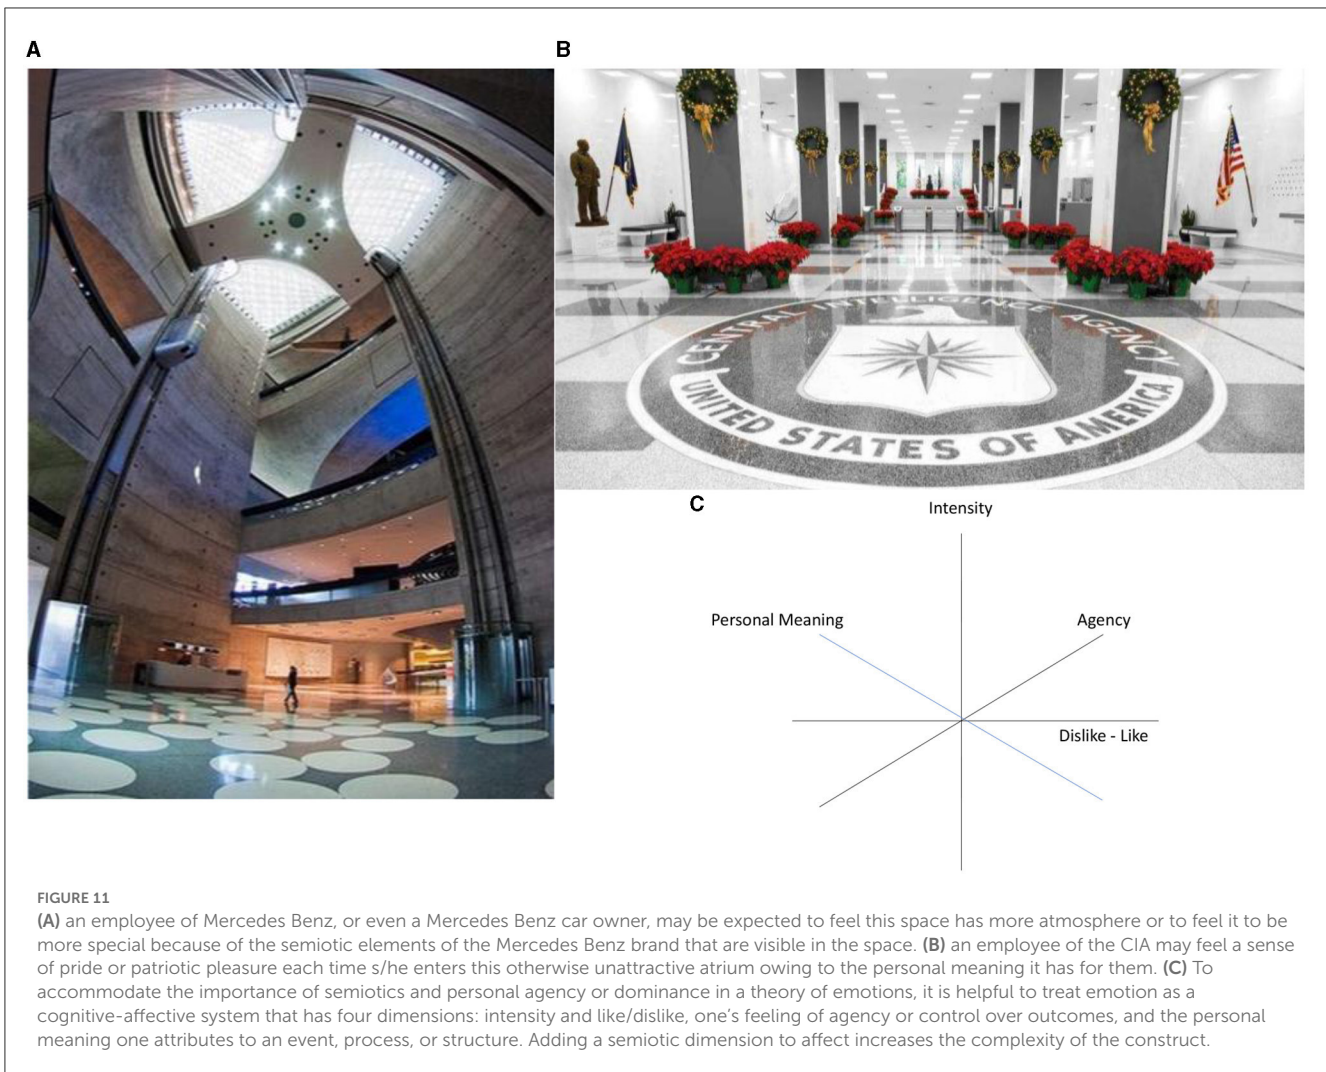 A
B
CENTRAL INTELLIGENCE AGENCY
UNITED STATES OF AMERICA
C
Intensity
Personal Meaning
Agency
Dislike - Like
FIGURE 11
(A) an employee of Mercedes Benz, or even a Mercedes Benz car owner, may be expected to feel this space has more atmosphere or to feel it to be
more special because of the semiotic elements of the Mercedes Benz brand that are visible in the space. (B) an employee of the CIA may feel a sense
of pride or patriotic pleasure each time s/he enters this otherwise unattractive atrium owing to the personal meaning it has for them. (C) To
accommodate the importance of semiotics and personal agency or dominance in a theory of emotions, it is helpful to treat emotion as a
cognitive-affective system that has four dimensions: intensity and like/dislike, one's feeling of agency or control over outcomes, and the personal
meaning one attributes to an event, process, or structure. Adding a semiotic dimension to affect increases the complexity of the construct.